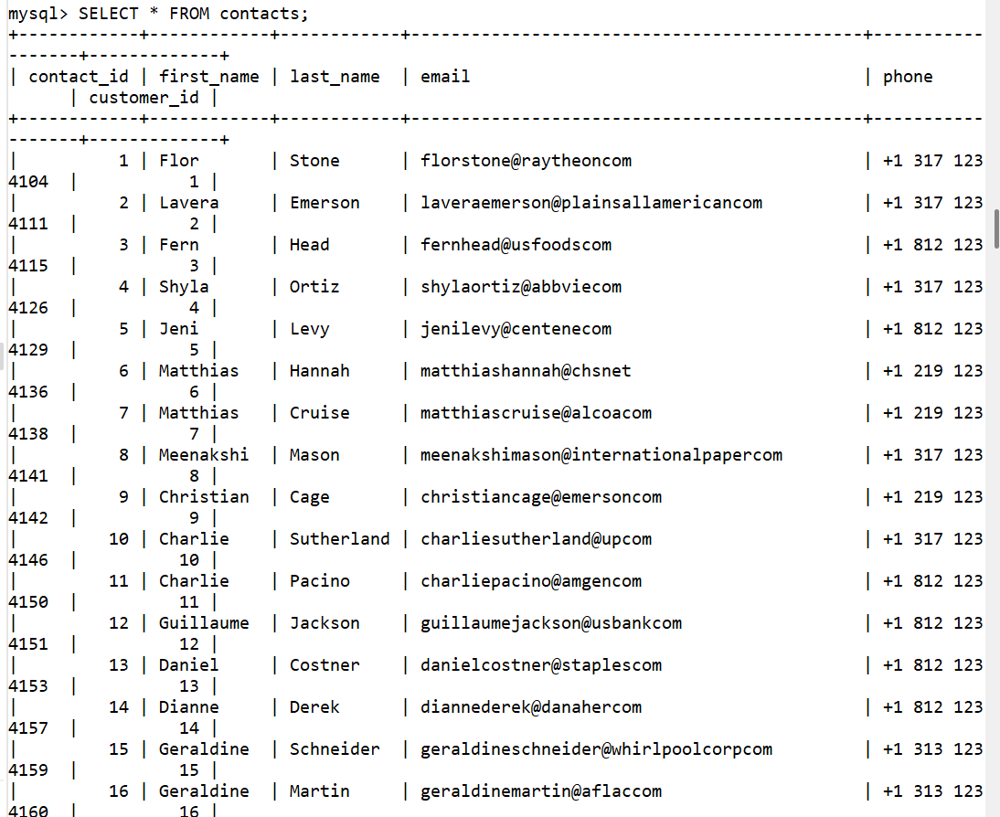 mysql> SELECT * FROM contacts;
+------------+------------+------------+---------------------------------------------+-----------
-------+-------------+
| contact_id | first_name | last_name  | email                                       | phone
      | customer_id |
+------------+------------+------------+---------------------------------------------+-----------
-------+-------------+
|          1 | Flor       | Stone      | florstone@raytheoncom                       | +1 317 123
4104  |           1 |
|          2 | Lavera     | Emerson    | laveraemerson@plainsallamericancom          | +1 317 123
4111  |           2 |
|          3 | Fern       | Head       | fernhead@usfoodscom                         | +1 812 123
4115  |           3 |
|          4 | Shyla      | Ortiz      | shylaortiz@abbviecom                        | +1 317 123
4126  |           4 |
|          5 | Jeni       | Levy       | jenilevy@centenecom                         | +1 812 123
4129  |           5 |
|          6 | Matthias   | Hannah     | matthiashannah@chsnet                       | +1 219 123
4136  |           6 |
|          7 | Matthias   | Cruise     | matthiascruise@alcoacom                     | +1 219 123
4138  |           7 |
|          8 | Meenakshi  | Mason      | meenakshimason@internationalpapercom        | +1 317 123
4141  |           8 |
|          9 | Christian  | Cage       | christiancage@emersoncom                    | +1 219 123
4142  |           9 |
|         10 | Charlie    | Sutherland | charliesutherland@upcom                     | +1 317 123
4146  |          10 |
|         11 | Charlie    | Pacino     | charliepacino@amgencom                      | +1 812 123
4150  |          11 |
|         12 | Guillaume  | Jackson    | guillaumejackson@usbankcom                  | +1 812 123
4151  |          12 |
|         13 | Daniel     | Costner    | danielcostner@staplescom                    | +1 812 123
4153  |          13 |
|         14 | Dianne     | Derek      | diannederek@danahercom                      | +1 812 123
4157  |          14 |
|         15 | Geraldine  | Schneider  | geraldineschneider@whirlpoolcorpcom         | +1 313 123
4159  |          15 |
|         16 | Geraldine  | Martin     | geraldinemartin@aflaccom                    | +1 313 123
4160  |          16 |